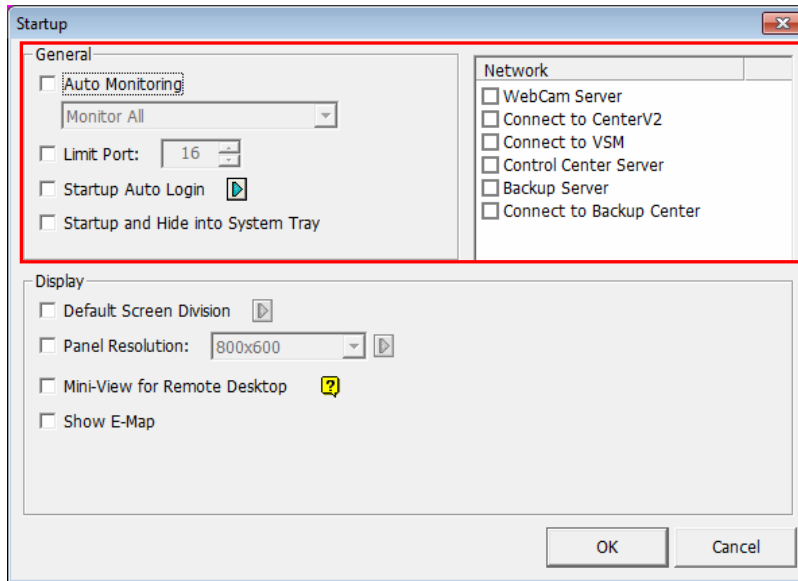 Startup
General
Auto Monitoring
Monitor All
Limit Port: 16
Startup Auto Login
Startup and Hide into System Tray
Network
WebCam Server
Connect to CenterV2
Connect to VSM
Control Center Server
Backup Server
Connect to Backup Center
Display
Default Screen Division
Panel Resolution: 800x600
Mini-View for Remote Desktop ?
Show E-Map
OK Cancel